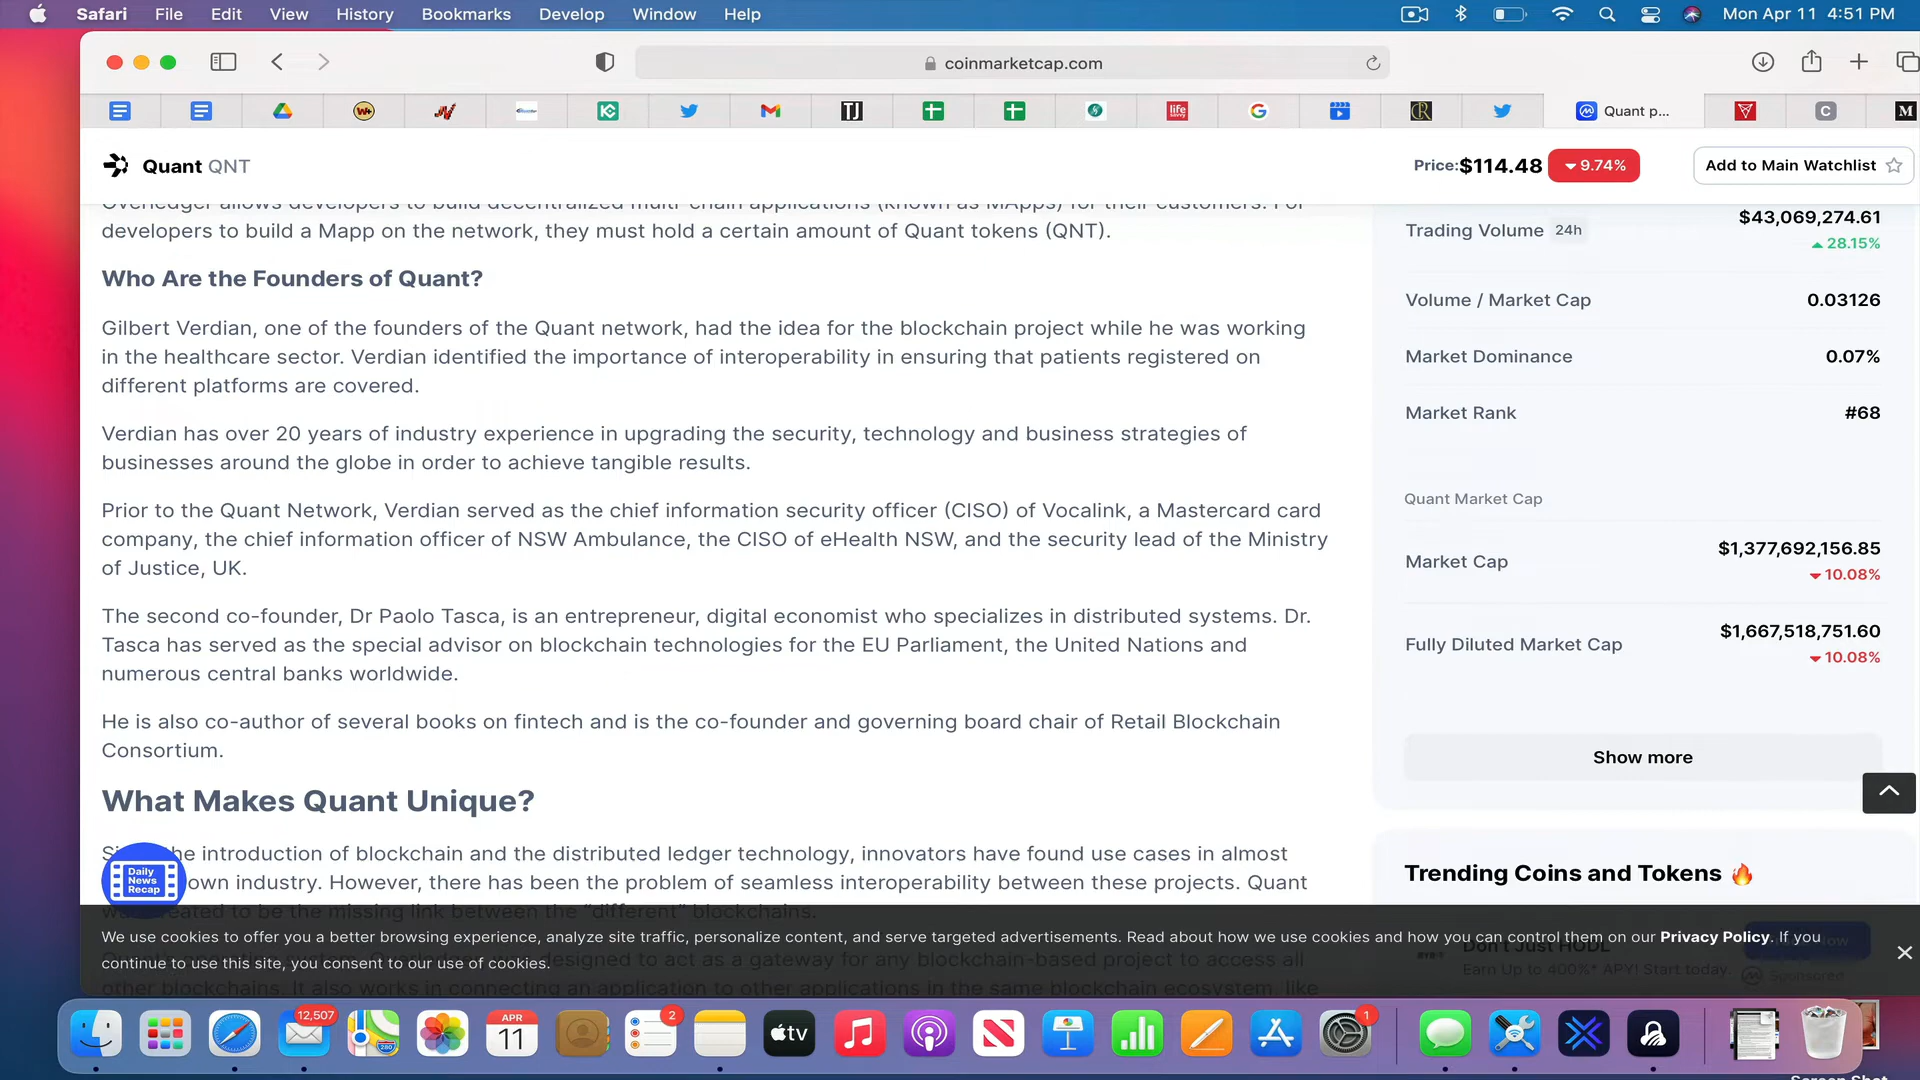 Safari File Edit View History Bookmarks Develop Window Help
Mon Apr 11 4:51 PM
coinmarketcap.com
W+
TJ
life savvy
CR
Quant p...
C
M
Quant QNT
Price:$114.48 9.74%
Add to Main Watchlist
Overledger allows developers to build decentralized multi-chain applications (known as MApps) for their customers. For
developers to build a Mapp on the network, they must hold a certain amount of Quant tokens (QNT).
Who Are the Founders of Quant?
Gilbert Verdian, one of the founders of the Quant network, had the idea for the blockchain project while he was working
in the healthcare sector. Verdian identified the importance of interoperability in ensuring that patients registered on
different platforms are covered.
Verdian has over 20 years of industry experience in upgrading the security, technology and business strategies of
businesses around the globe in order to achieve tangible results.
Prior to the Quant Network, Verdian served as the chief information security officer (CISO) of Vocalink, a Mastercard card
company, the chief information officer of NSW Ambulance, the CISO of eHealth NSW, and the security lead of the Ministry
of Justice, UK.
The second co-founder, Dr Paolo Tasca, is an entrepreneur, digital economist who specializes in distributed systems. Dr.
Tasca has served as the special advisor on blockchain technologies for the EU Parliament, the United Nations and
numerous central banks worldwide.
He is also co-author of several books on fintech and is the co-founder and governing board chair of Retail Blockchain
Consortium.
What Makes Quant Unique?
the introduction of blockchain and the distributed ledger technology, innovators have found use cases in almost
own industry. However, there has been the problem of seamless interoperability between these projects. Quant
created to be the missing link between the "different" blockchains.
designed to act as a gateway for any blockchain-based project to access all
other blockchains. It also works in connecting an application to other applications in the same blockchain ecosystem, like
Daily
News
Recap
Trading Volume 24h
$43,069,274.61
28.15%
Volume / Market Cap
0.03126
Market Dominance
0.07%
Market Rank
#68
Quant Market Cap
Market Cap
$1,377,692,156.85
10.08%
Fully Diluted Market Cap
$1,667,518,751.60
10.08%
Show more
Trending Coins and Tokens
Don't Just HODL
Earn Up to 400%* APY! Start today.
Sponsored
We use cookies to offer you a better browsing experience, analyze site traffic, personalize content, and serve targeted advertisements. Read about how we use cookies and how you can control them on our Privacy Policy. If you
continue to use this site, you consent to our use of cookies.
12,507
APR
11
2
tv
1
280